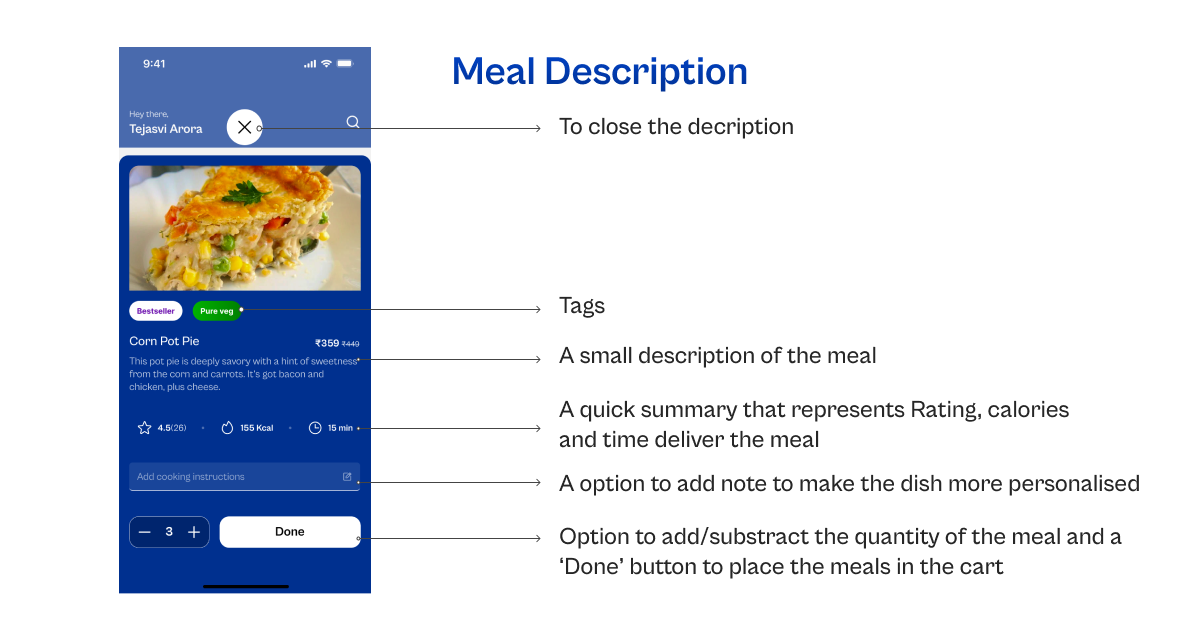 Meal Description
9:41
Hey there,
Tejasvi Arora
To close the decription
Bestseller
Pure veg
Tags
Corn Pot Pie
₹359 ₹449
This pot pie is deeply savory with a hint of sweetness
from the corn and carrots. It's got bacon and
chicken, plus cheese.
A small description of the meal
4.5(26)
155 Kcal
15 min
A quick summary that represents Rating, calories
and time deliver the meal
Add cooking instructions
A option to add note to make the dish more personalised
3
Done
Option to add/substract the quantity of the meal and a
‘Done’ button to place the meals in the cart